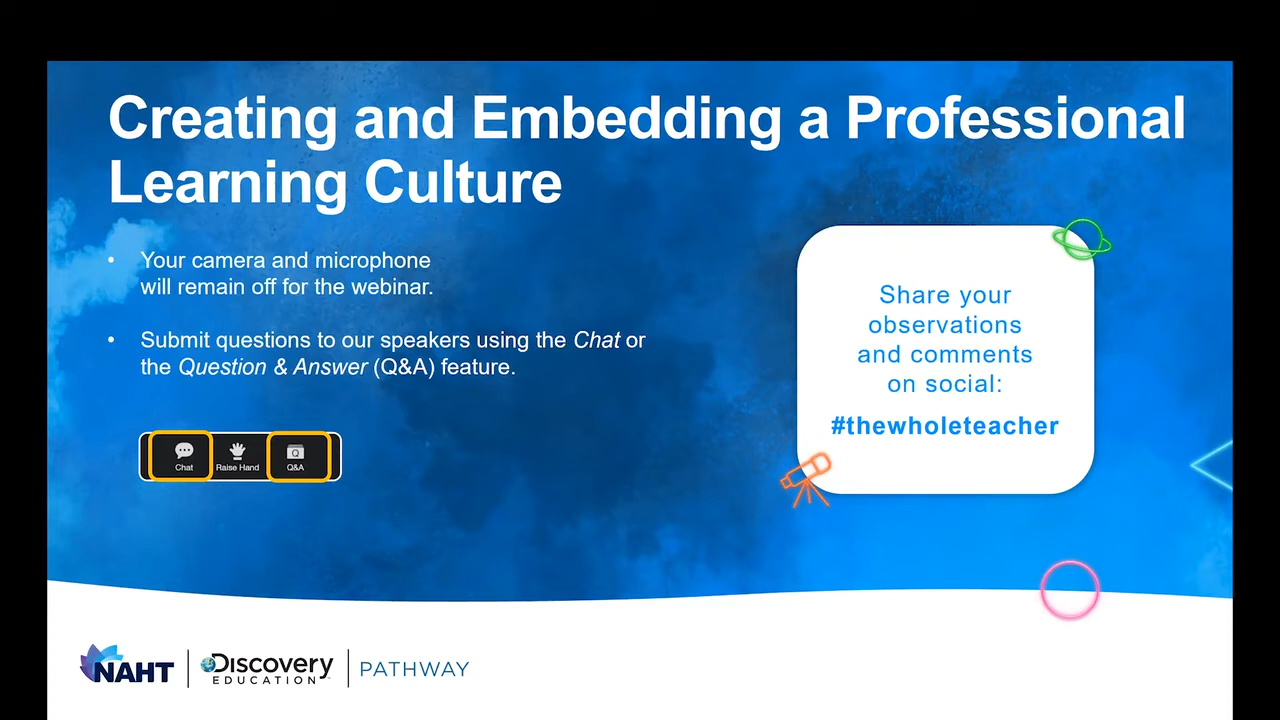 Creating and Embedding a Professional
Learning Culture
• Your camera and microphone
will remain off for the webinar.
• Submit questions to our speakers using the Chat or
the Question & Answer (Q&A) feature.
Chat
Raise Hand
Q&A
Share your
observations
and comments
on social:
#thewholeteacher
NAHT
Discovery
EDUCATION
PATHWAY